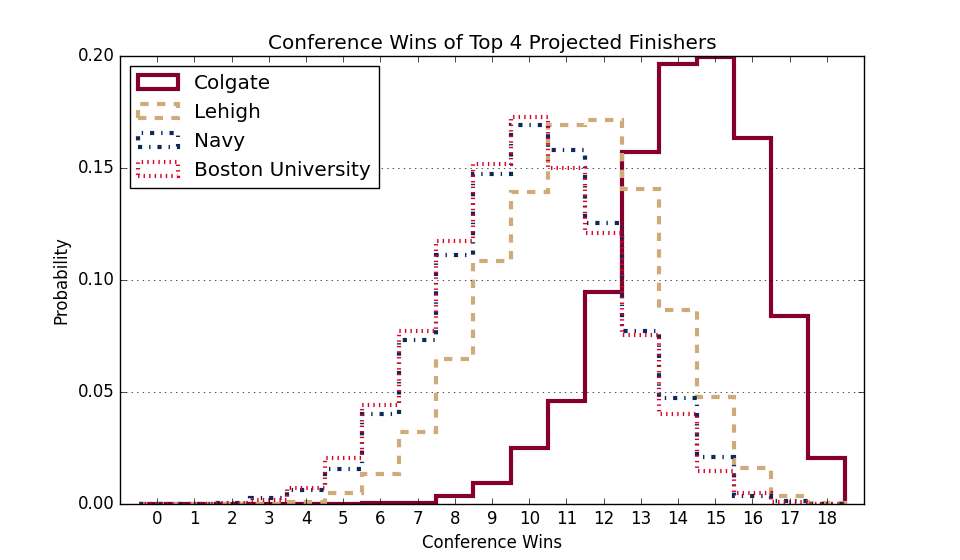 Conference Wins of Top 4 Projected Finishers
Colgate
Lehigh
Navy
Boston University
0.20
0.15
0.10
0.05
0.00
Probability
0 1 2 3 4 5 6 7 8 9 10 11 12 13 14 15 16 17 18
Conference Wins